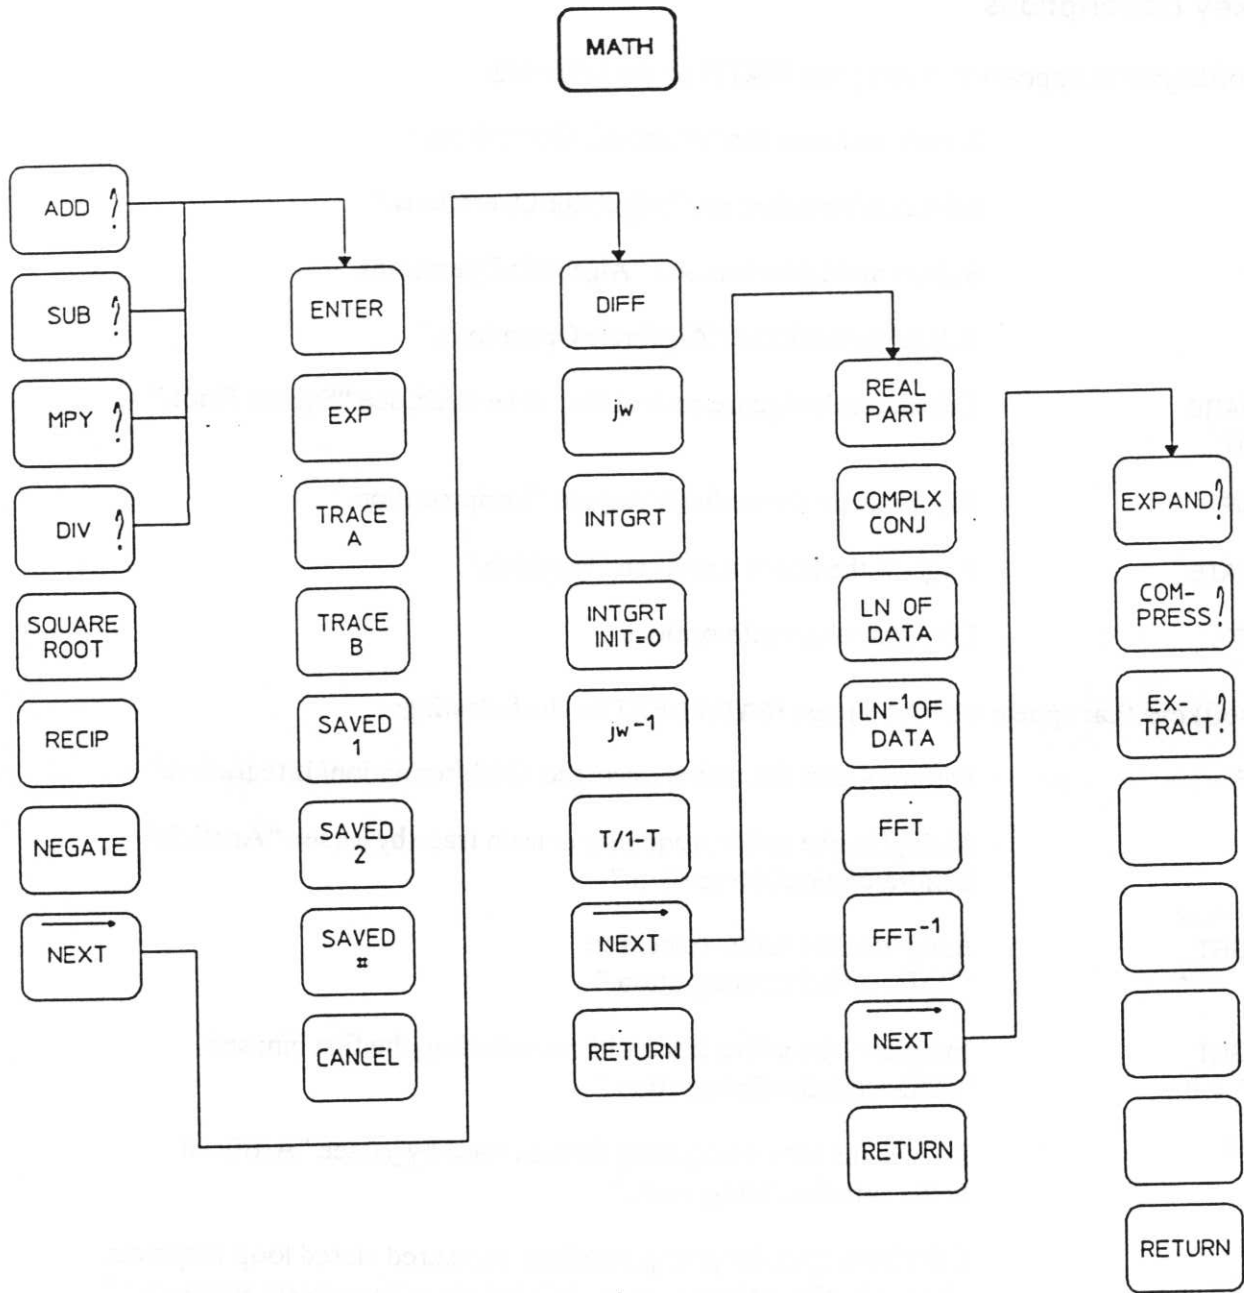 MATH
ADD ?
SUB ?
MPY ?
DIV ?
SQUARE
ROOT
RECIP
NEGATE
NEXT
ENTER
EXP
TRACE
A
TRACE
B
SAVED
1
SAVED
2
SAVED
#
CANCEL
DIFF
jw
INTGRT
INTGRT
INIT=0
jw⁻¹
T/1-T
NEXT
RETURN
REAL
PART
COMPLX
CONJ
LN OF
DATA
LN⁻¹OF
DATA
FFT
FFT⁻¹
NEXT
RETURN
EXPAND?
COM-
PRESS?
EX-
TRACT?
RETURN